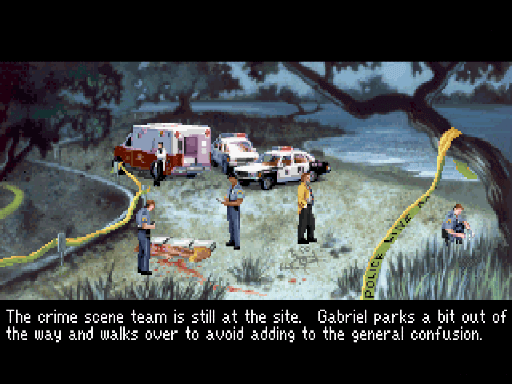 POLICE LINE
The crime scene team is still at the site.  Gabriel parks a bit out of
the way and walks over to avoid adding to the general confusion.